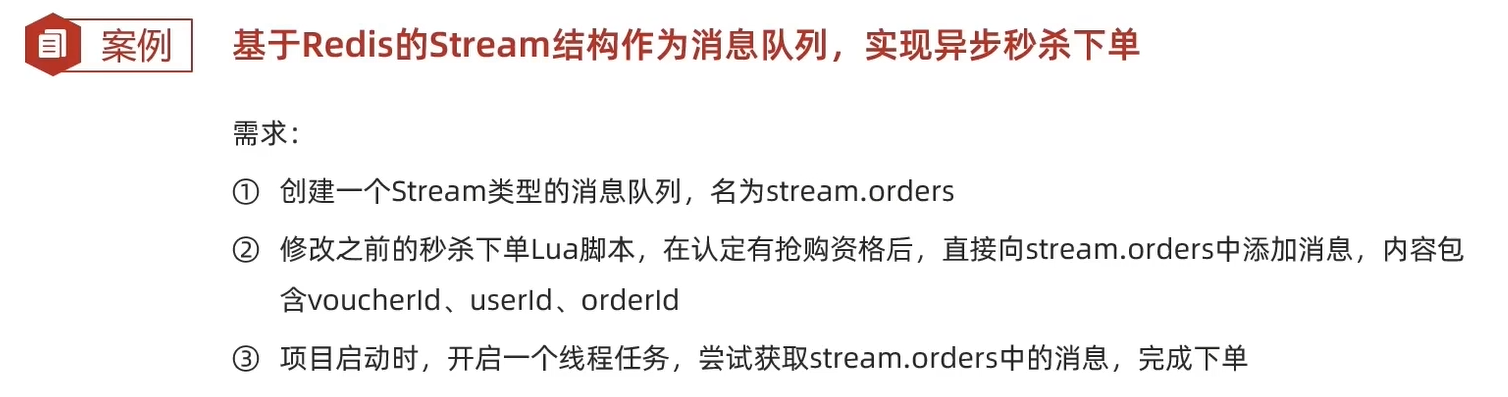 案例
基于Redis的Stream结构作为消息队列，实现异步秒杀下单
需求：
① 创建一个Stream类型的消息队列，名为stream.orders
② 修改之前的秒杀下单Lua脚本，在认定有抢购资格后，直接向stream.orders中添加消息，内容包
含voucherId、userId、orderId
③ 项目启动时，开启一个线程任务，尝试获取stream.orders中的消息，完成下单